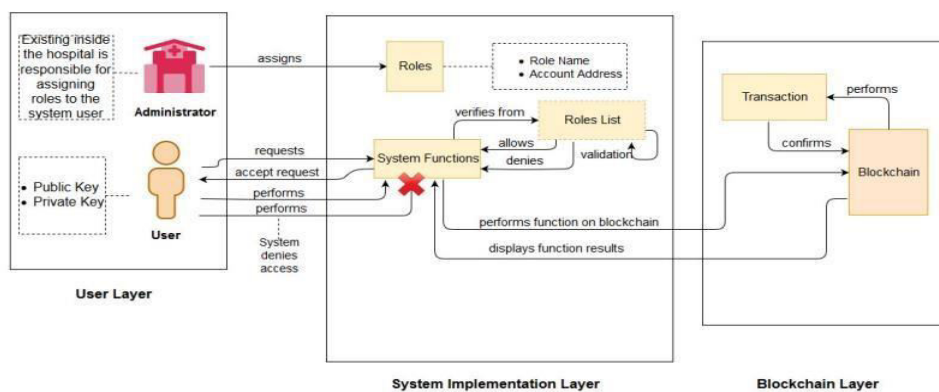 Existing inside
the hospital is
responsible for
assigning
roles to the
system user
Administrator
assigns
Roles
• Role Name
• Account Address
verifies from
Roles List
allows
denies
validation
requests
System Functions
accept request
performs
performs
• Public Key
• Private Key
User
System
denies
access
Transaction
performs
confirms
Blockchain
performs function on blockchain
displays function results
User Layer
System Implementation Layer
Blockchain Layer